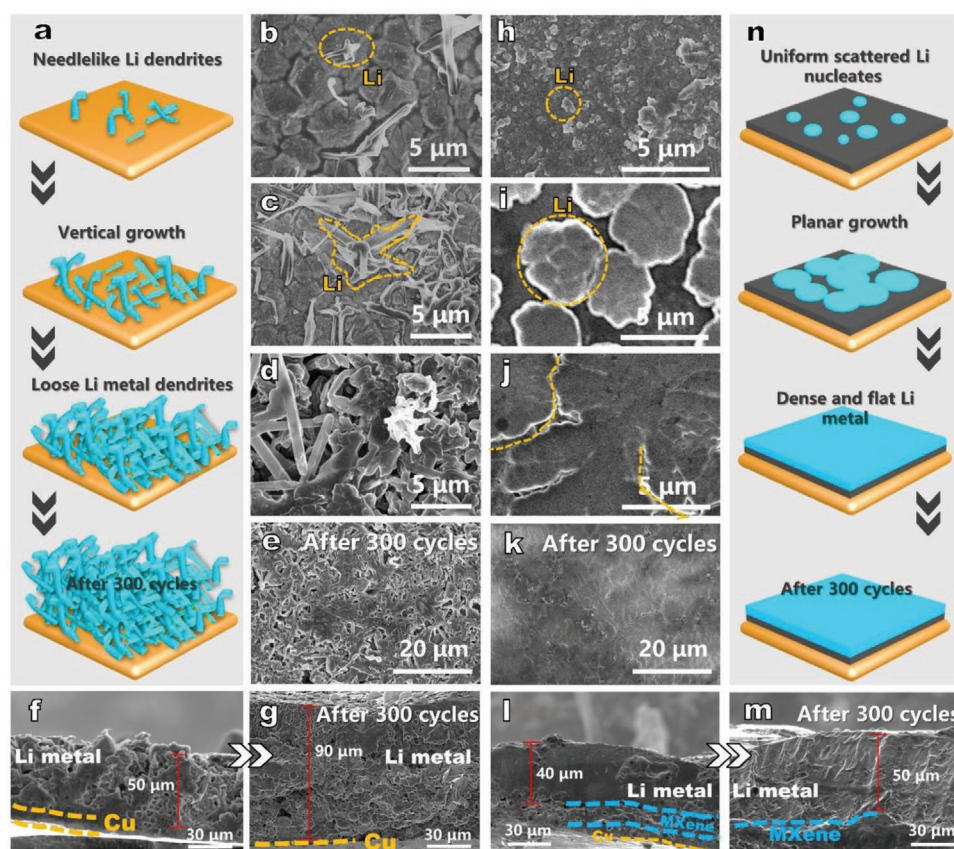 a
Needlelike Li dendrites
Vertical growth
Loose Li metal dendrites
After 300 cycles
b
Li
5 μm
c
Li
5 μm
d
5 μm
e
After 300 cycles
20 μm
f
Li metal
50 μm
Cu
30 μm
g
After 300 cycles
90 μm
Li metal
Cu
30 μm
h
Li
5 μm
i
Li
5 μm
j
5 μm
k
After 300 cycles
20 μm
l
40 μm
Li metal
MXene
Cu
30 μm
m
After 300 cycles
50 μm
Li metal
MXene
30 μm
n
Uniform scattered Li
nucleates
Planar growth
Dense and flat Li
metal
After 300 cycles